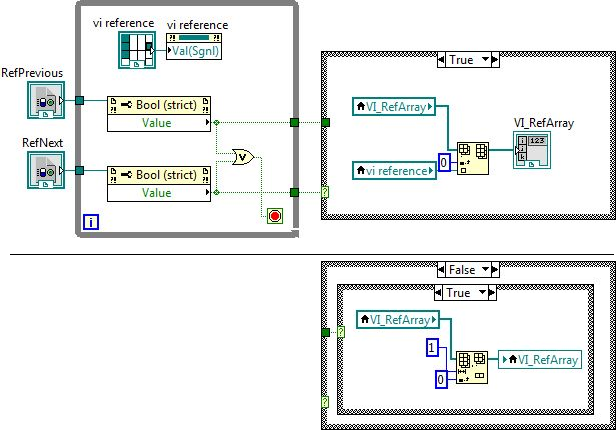 vi reference
vi reference
Val(Sgnl)
RefPrevious
Bool (strict)
Value
RefNext
Bool (strict)
Value
V
i
True
VI_RefArray
VI_RefArray
i 123
j
k
0
vi reference
?
False
True
VI_RefArray
?
1
0
VI_RefArray
?